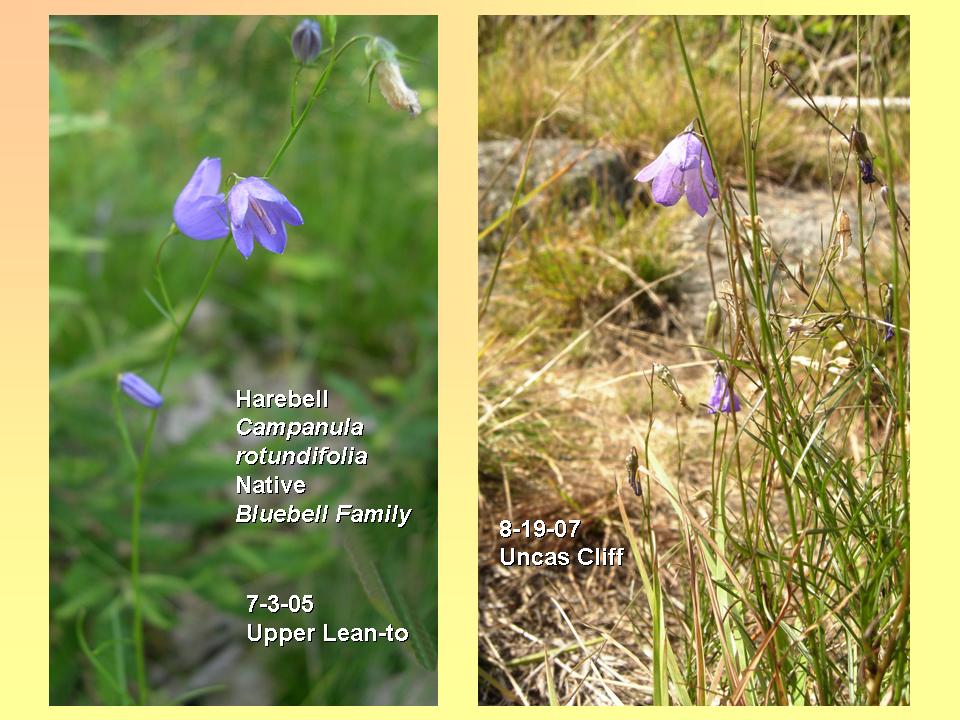 Harebell
Campanula
rotundifolia
Native
Bluebell Family
7-3-05
Upper Lean-to
8-19-07
Uncas Cliff